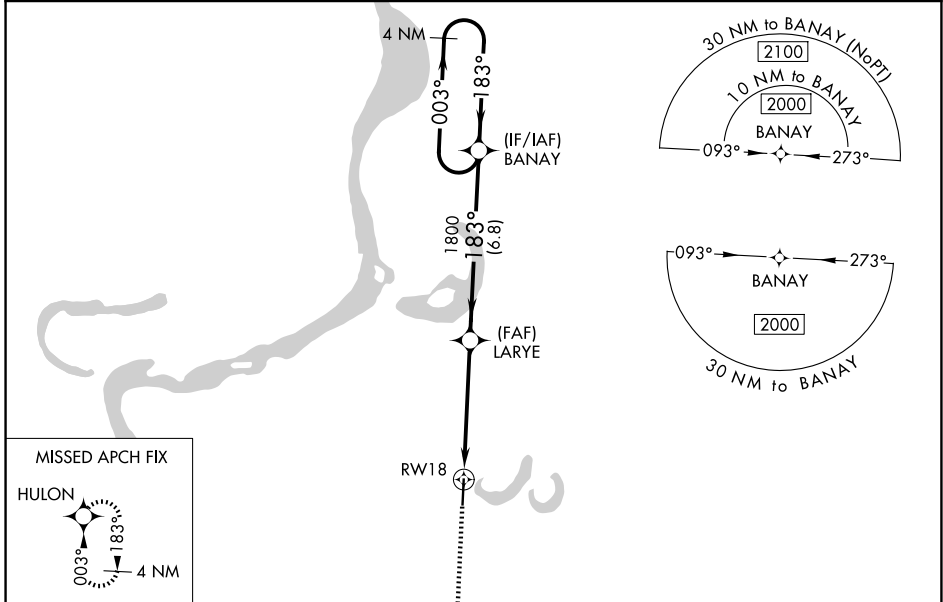 4 NM
003°
183°
(IF/IAF)
BANAY
1800
183°
(6.8)
(FAF)
LARYE
RW18
30 NM to BANAY (NoPT)
2100
10 NM to BANAY
2000
BANAY
093°
273°
093°
273°
BANAY
2000
30 NM to BANAY
MISSED APCH FIX
HULON
003°
183°
4 NM